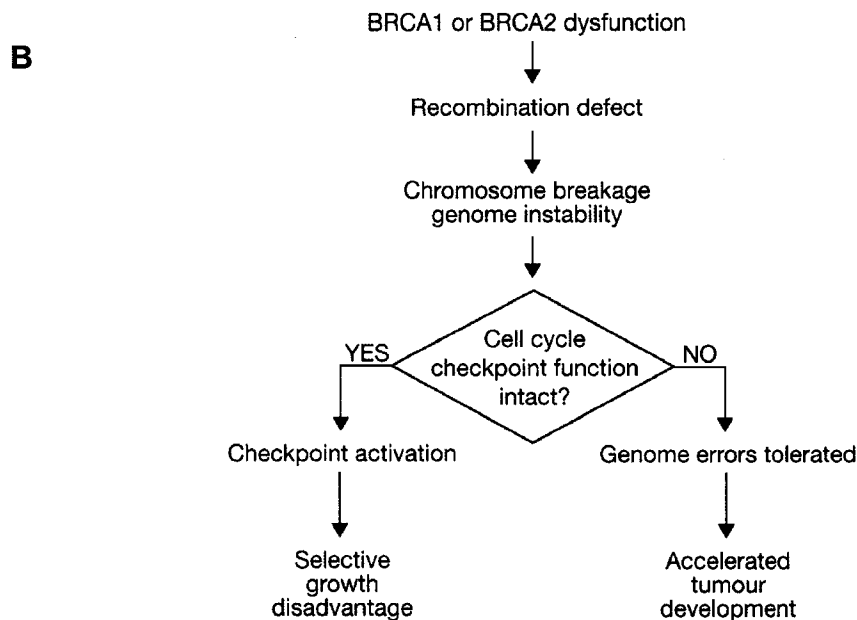 BRCA1 or BRCA2 dysfunction
B
Recombination defect
Chromosome breakage
genome instability
Cell cycle
checkpoint function
intact?
YES
NO
Checkpoint activation
Genome errors tolerated
Selective
growth
disadvantage
Accelerated
tumour
development